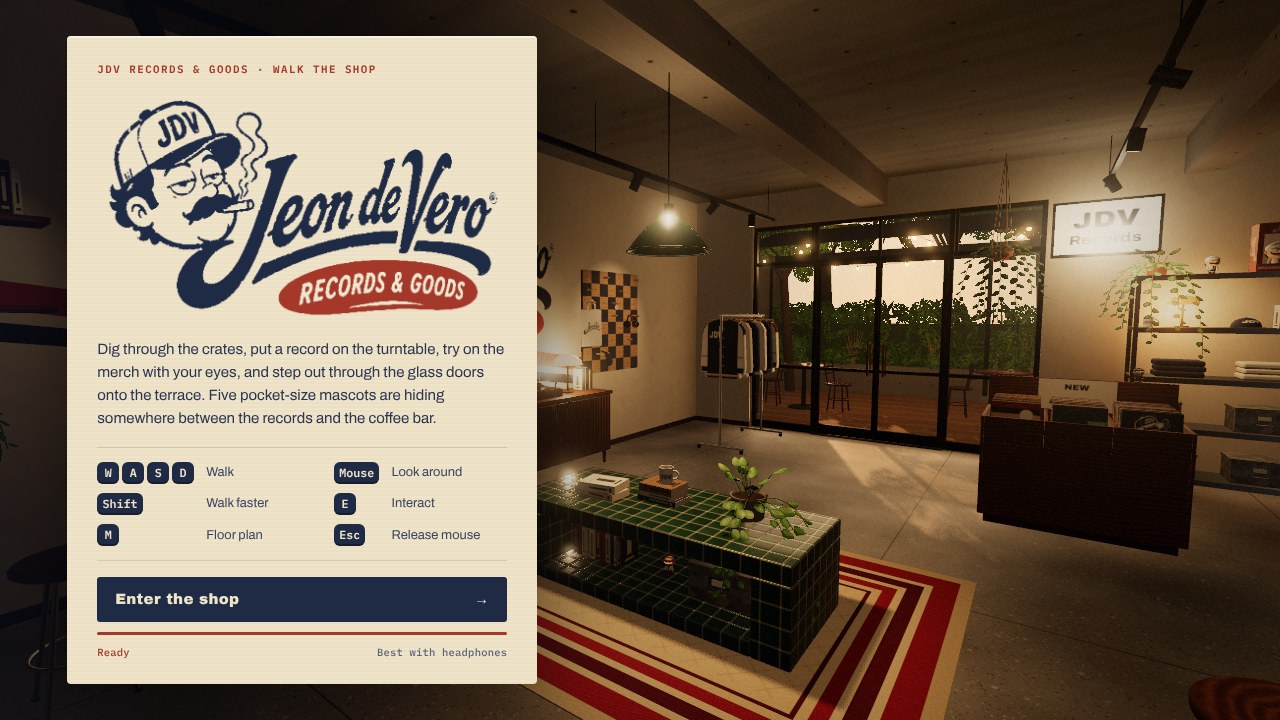 JDV RECORDS & GOODS · WALK THE SHOP
JDV
Jeon de Vero®
RECORDS & GOODS
Dig through the crates, put a record on the turntable, try on the
merch with your eyes, and step out through the glass doors
onto the terrace. Five pocket-size mascots are hiding
somewhere between the records and the coffee bar.
W A S D Walk Mouse Look around
Shift Walk faster E Interact
M Floor plan Esc Release mouse
Enter the shop →
Ready Best with headphones
JDV
Records
JDV
NEW